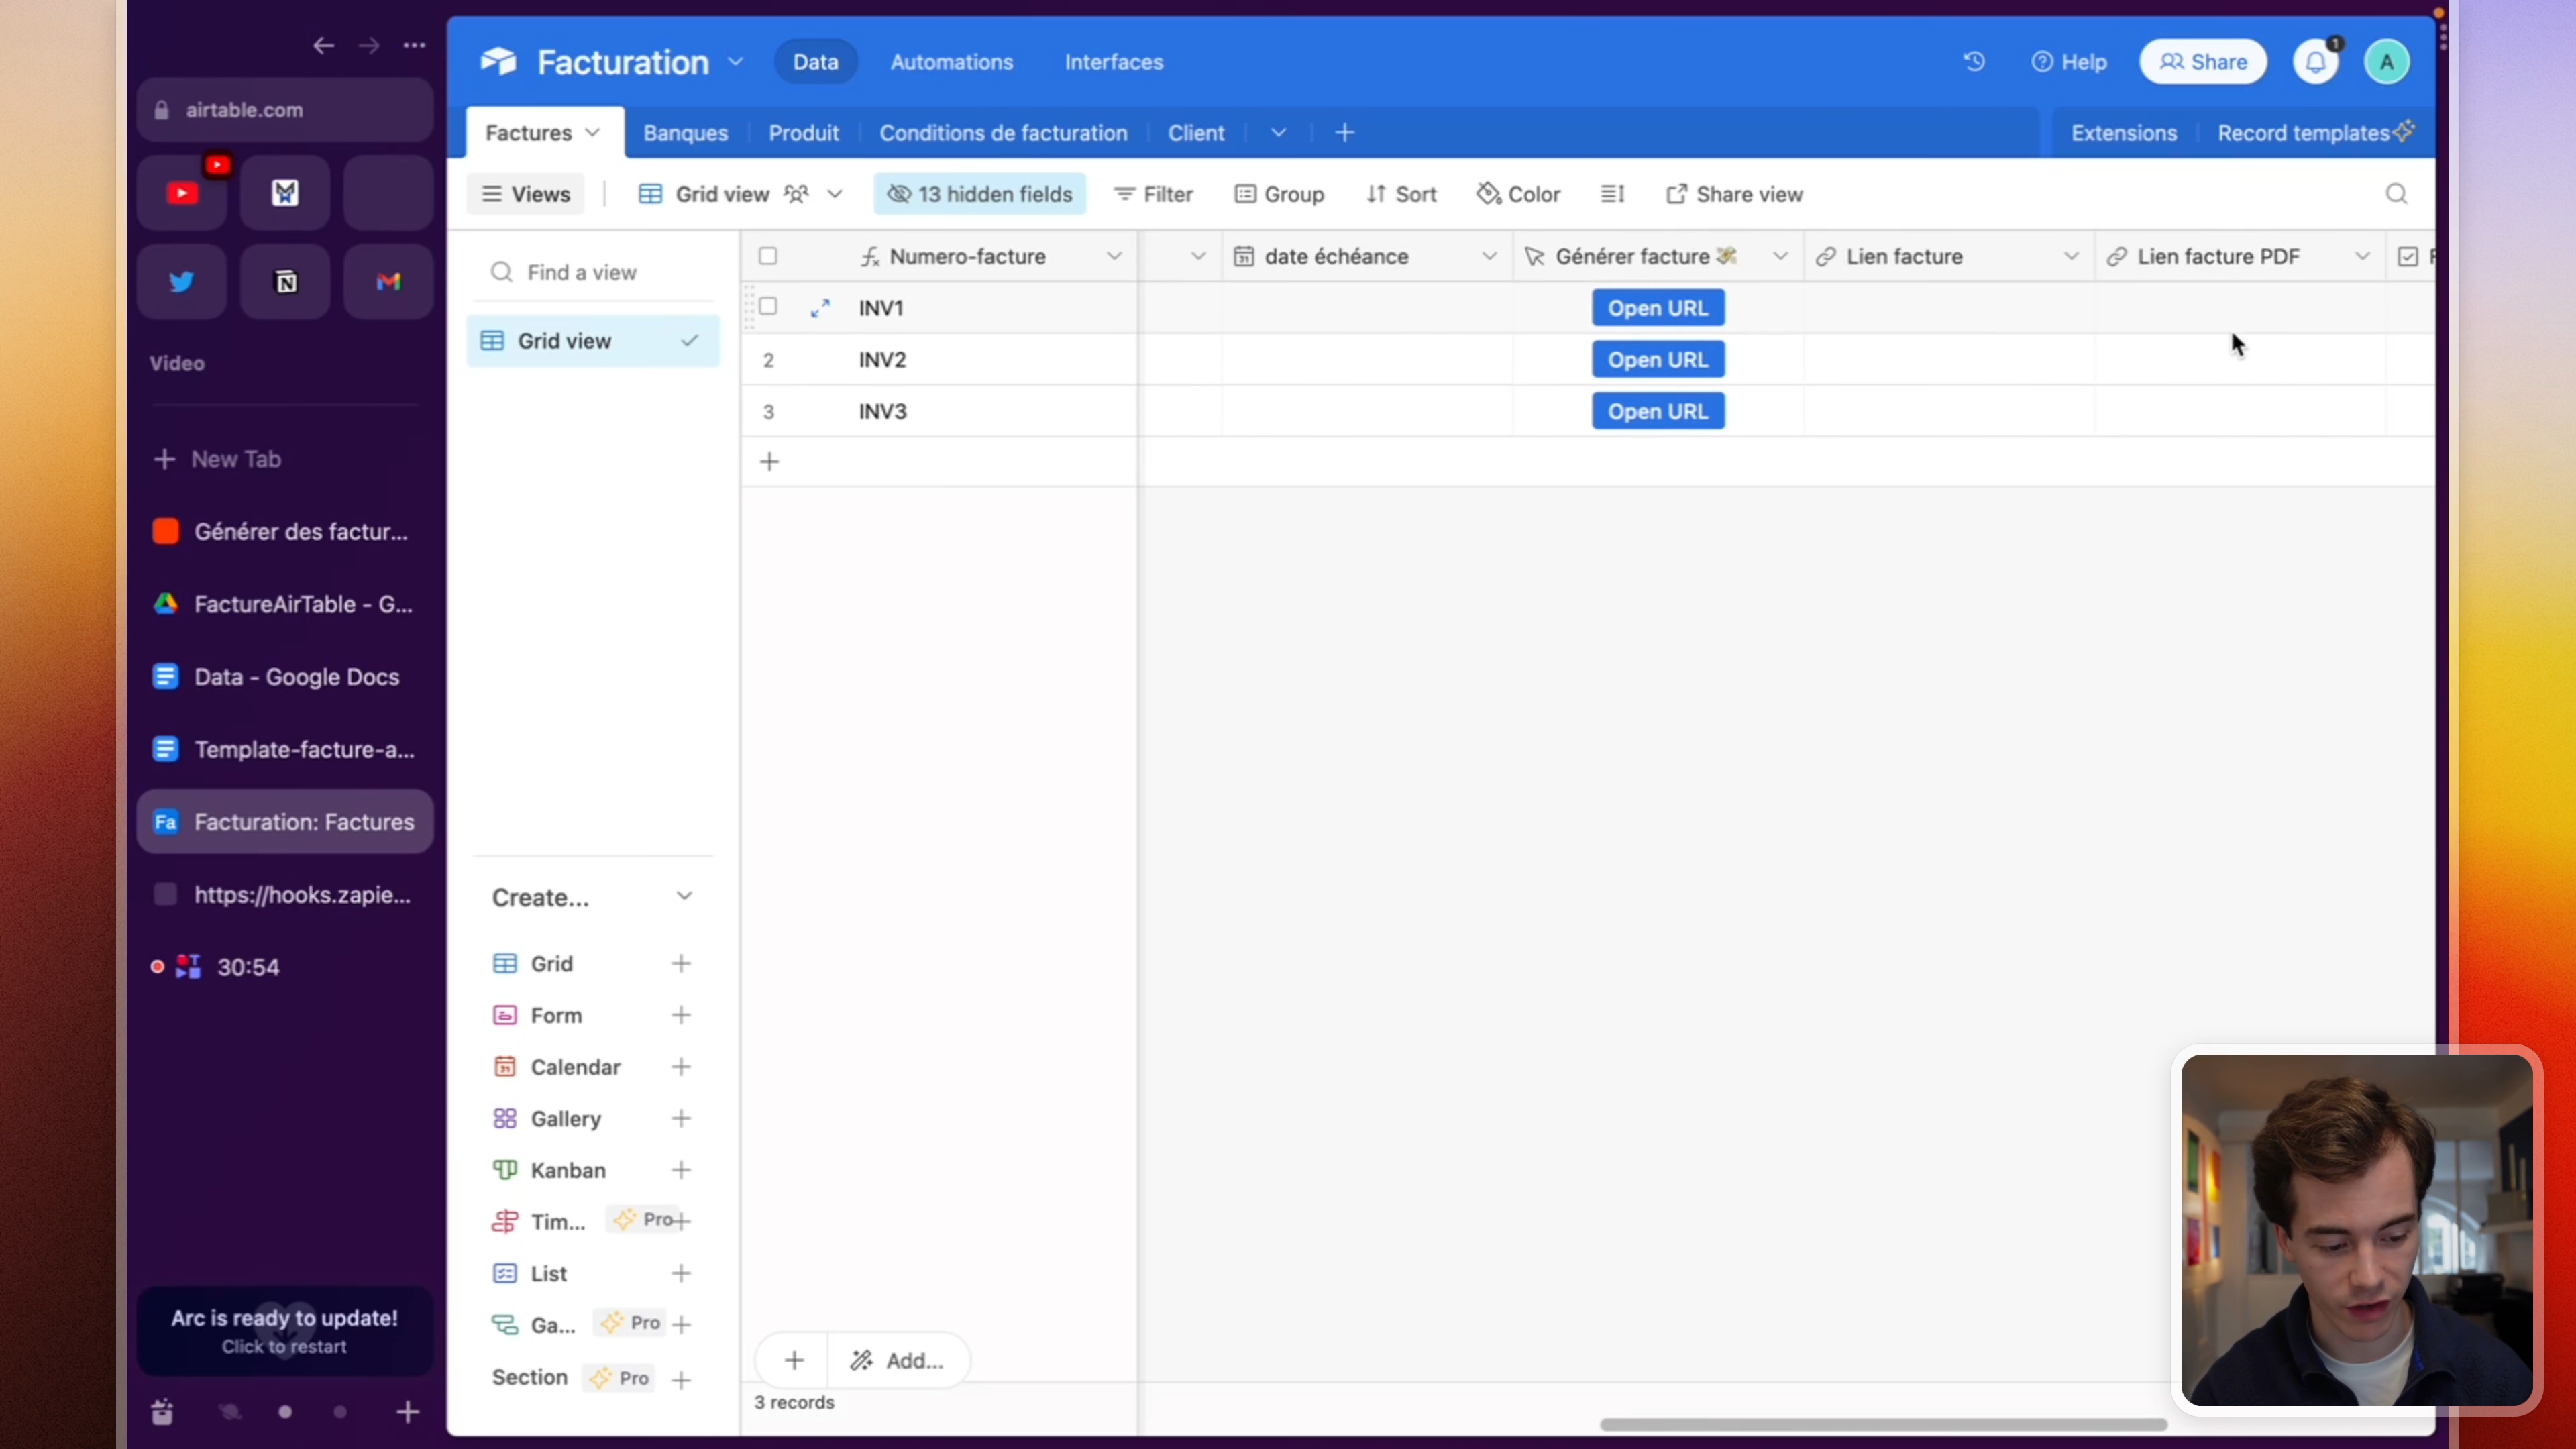 airtable.com
Video
New Tab
Générer des factur...
FactureAirTable - G...
Data - Google Docs
Template-facture-a...
Fa Facturation: Factures
https://hooks.zapie...
30:54
Arc is ready to update!
Click to restart
Facturation Data Automations Interfaces Help Share 1 A
Factures Banques Produit Conditions de facturation Client Extensions Record templates
Views Grid view 13 hidden fields Filter Group Sort Color Share view
Find a view
Grid view
Numero-facture date échéance Générer facture Lien facture Lien facture PDF
INV1 Open URL
2 INV2 Open URL
3 INV3 Open URL
Create...
Grid
Form
Calendar
Gallery
Kanban
Tim... Pro
List
Ga... Pro
Section Pro
Add...
3 records